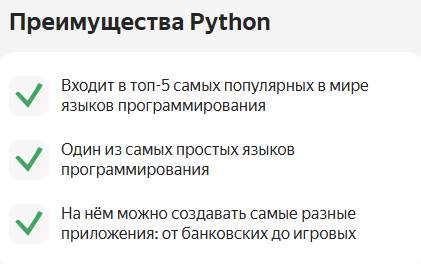 Преимущества Python
Входит в топ-5 самых популярных в мире
языков программирования
Один из самых простых языков
программирования
На нём можно создавать самые разные
приложения: от банковских до игровых